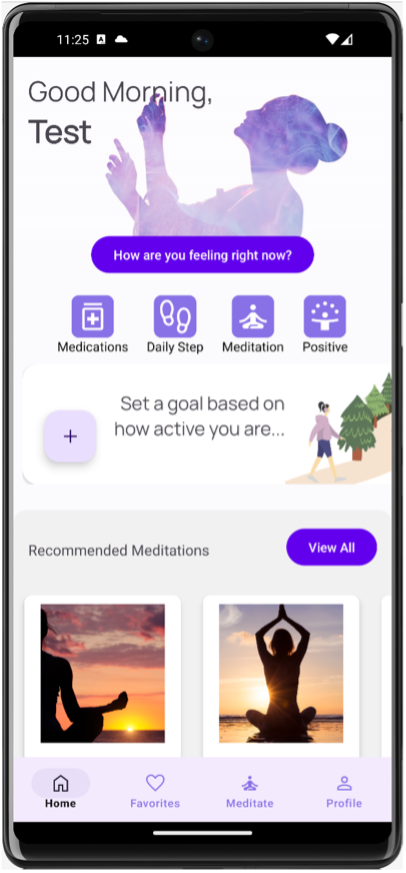 11:25 A
Good Morning,
Test
How are you feeling right now?
Medications Daily Step Meditation Positive
Set a goal based on
how active you are...
+
Recommended Meditations
View All
Home Favorites Meditate Profile